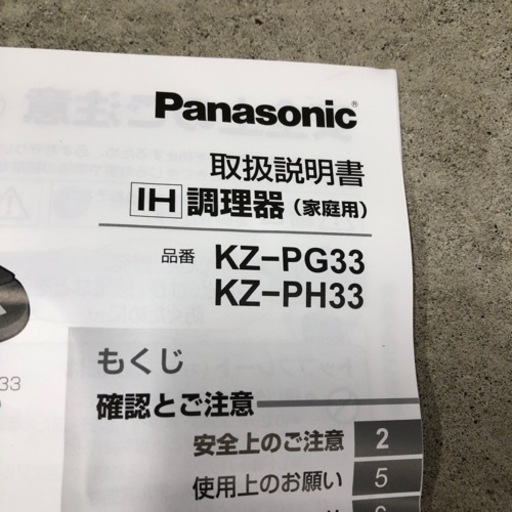 Panasonic
取扱説明書
IH 調理器（家庭用）
品番 KZ-PG33
KZ-PH33
33
もくじ
確認とご注意
安全上のご注意 2
使用上のお願い 5